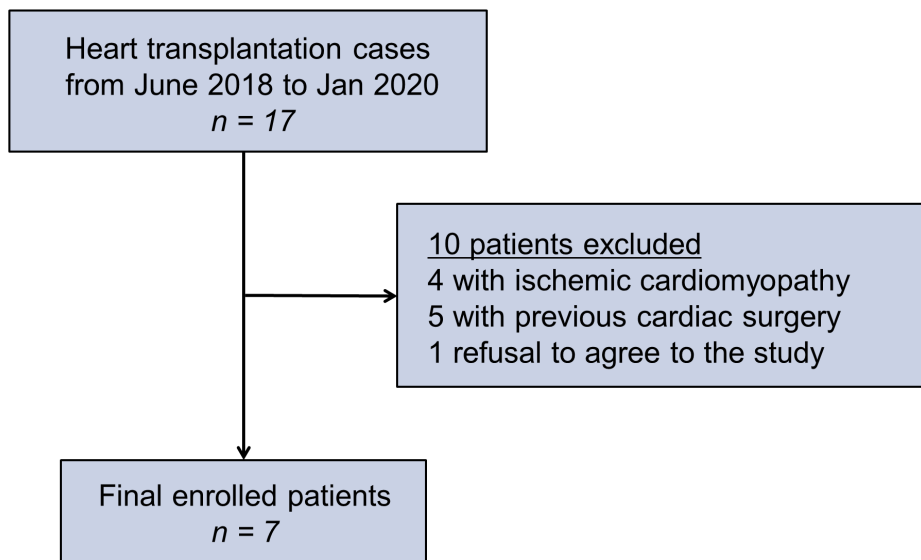 Heart transplantation cases
from June 2018 to Jan 2020
n = 17
10 patients excluded
4 with ischemic cardiomyopathy
5 with previous cardiac surgery
1 refusal to agree to the study
Final enrolled patients
n = 7